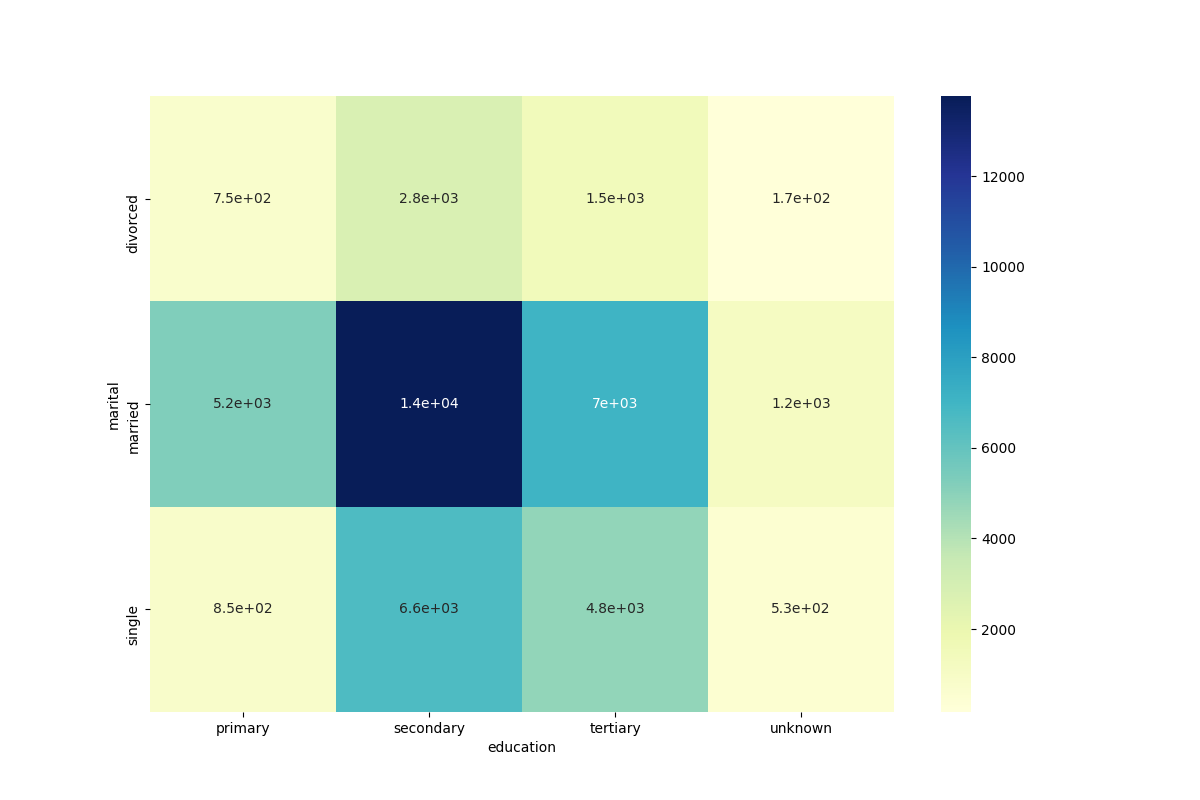 divorced
7.5e+02 2.8e+03 1.5e+03 1.7e+02
marital
married
5.2e+03 1.4e+04 7e+03 1.2e+03
single
8.5e+02 6.6e+03 4.8e+03 5.3e+02
primary secondary tertiary unknown
education
12000
10000
8000
6000
4000
2000